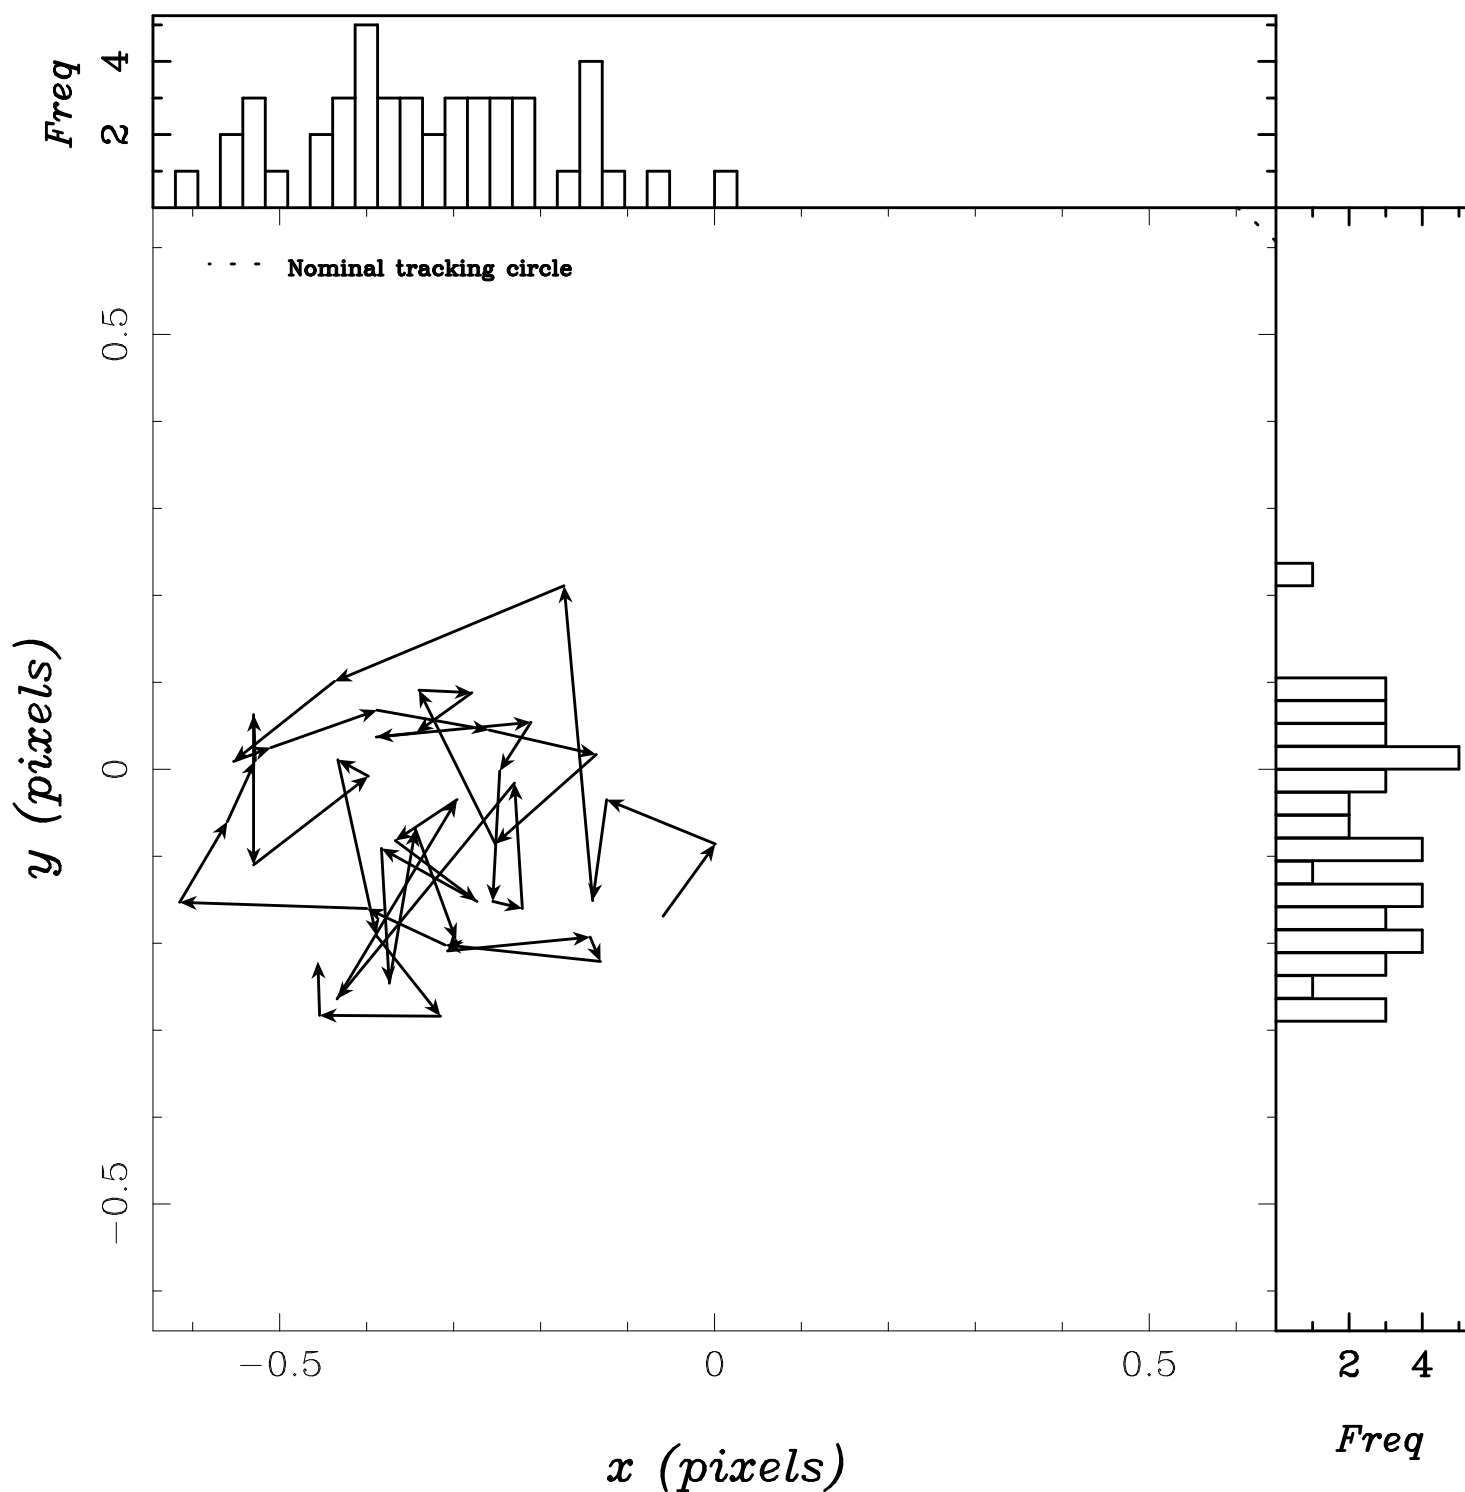 Freq
4
2
- - - Nominal tracking circle
0.5
0
−0.5
y (pixels)
−0.5 0 0.5
2 4
x (pixels)
Freq